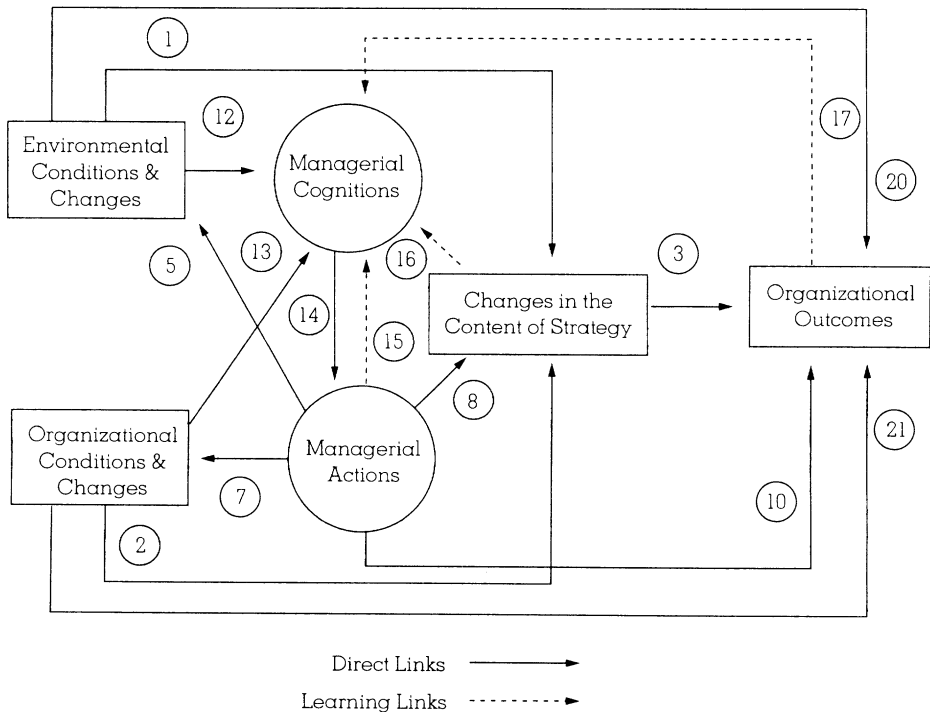 1
17
12
Environmental
Conditions &
Changes
Managerial
Cognitions
20
5
13
16
3
14
15
Changes in the
Content of Strategy
Organizational
Outcomes
8
21
Organizational
Conditions &
Changes
Managerial
Actions
7
10
2
Direct Links
Learning Links